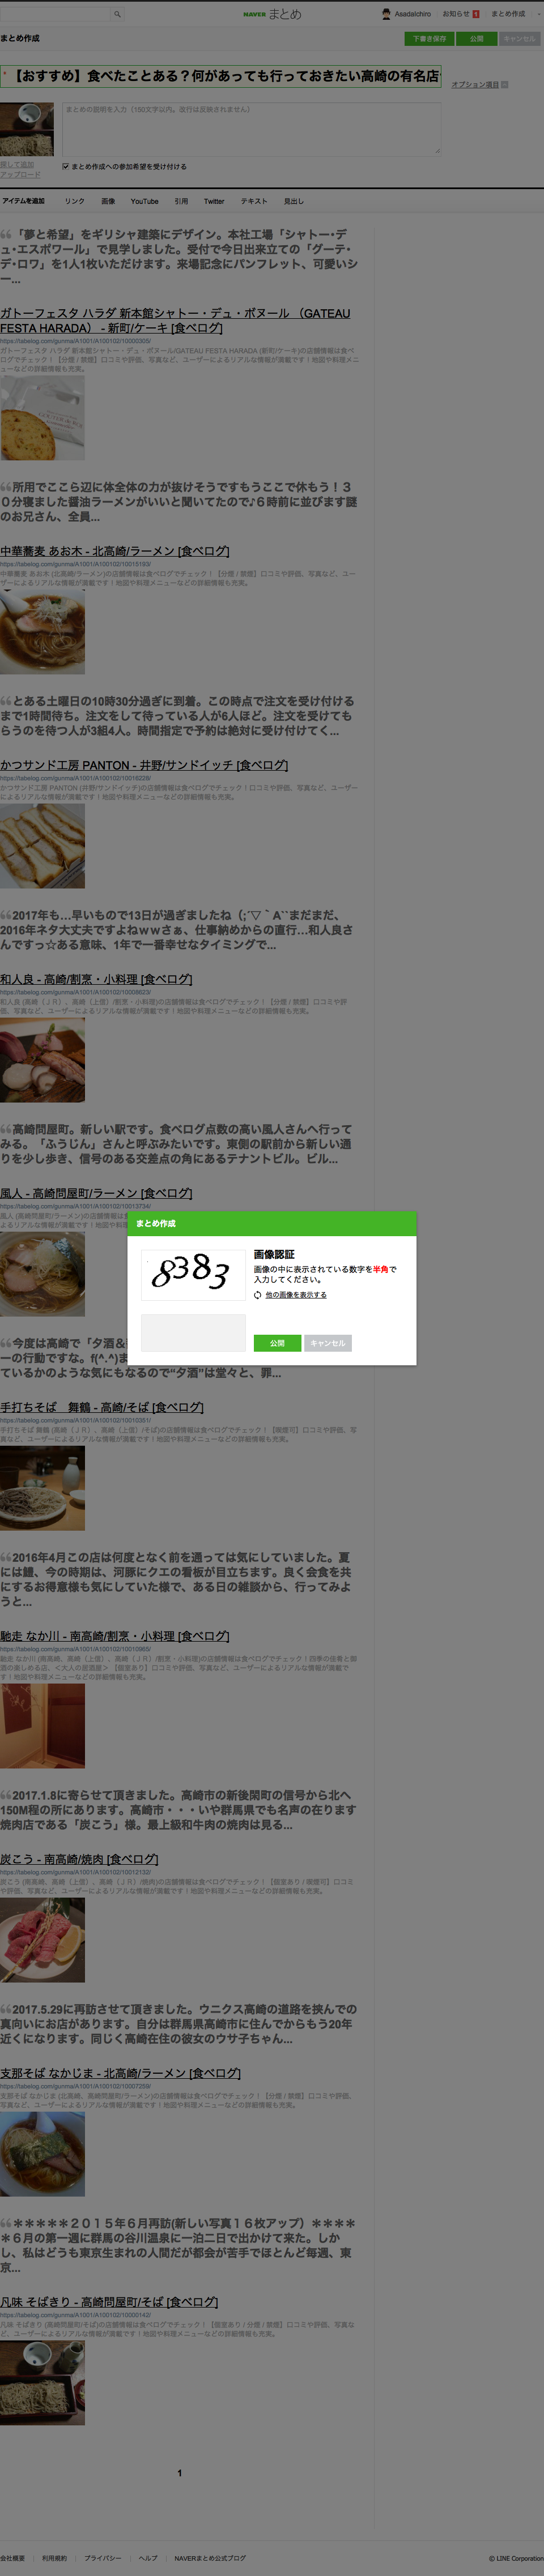 NAVER まとめ
AsadaIchiro
お知らせ
まとめ作成
まとめ作成
下書き保存
公開
キャンセル
* 【おすすめ】食べたことある？何があっても行っておきたい高崎の有名店
オプション項目
まとめの説明を入力（150文字以内。改行は反映されません）
探して追加
アップロード
まとめ作成への参加希望を受け付ける
アイテムを追加
リンク
画像
YouTube
引用
Twitter
テキスト
見出し
「夢と希望」をギリシャ建築にデザイン。本社工場「シャトー・デ
ュ・エスポワール」で見学しました。受付で今日出来立ての「グーテ・
デ・ロワ」を1人1枚いただけます。来場記念にパンフレット、可愛いシ
ー...
ガトーフェスタ ハラダ 新本館シャトー・デュ・ボヌール （GATEAU
FESTA HARADA） - 新町/ケーキ [食べログ]
https://tabelog.com/gunma/A1001/A100102/10000305/
ガトーフェスタ ハラダ 新本館シャトー・デュ・ボヌール/GATEAU FESTA HARADA (新町/ケーキ)の店舗情報は食べ
ログでチェック！【分煙 / 禁煙】口コミや評価、写真など、ユーザーによるリアルな情報が満載です！地図や料理メニュ
ーなどの詳細情報も充実。
所用でここら辺に体全体の力が抜けそうですもうここで休もう！３
０分寝ました醤油ラーメンがいいと聞いてたので♪６時前に並びます謎
のお兄さん、全員...
中華蕎麦 あお木 - 北高崎/ラーメン [食べログ]
https://tabelog.com/gunma/A1001/A100102/10015193/
中華蕎麦 あお木 (北高崎/ラーメン)の店舗情報は食べログでチェック！【分煙 / 禁煙】口コミや評価、写真など、ユー
ザーによるリアルな情報が満載です！地図や料理メニューなどの詳細情報も充実。
とある土曜日の10時30分過ぎに到着。この時点で注文を受け付ける
まで1時間待ち。注文をして待っている人が6人ほど。注文を受けても
らうのを待つ人が3組4人。時間指定で予約は絶対に受け付けてく...
かつサンド工房 PANTON - 井野/サンドイッチ [食べログ]
https://tabelog.com/gunma/A1001/A100102/10016228/
かつサンド工房 PANTON (井野/サンドイッチ)の店舗情報は食べログでチェック！口コミや評価、写真など、ユーザー
によるリアルな情報が満載です！地図や料理メニューなどの詳細情報も充実。
2017年も…早いもので13日が過ぎましたね（;´▽｀A``まだまだ、
2016年ネタ大丈夫ですよねｗｗさぁ、仕事納めからの直行…和人良さ
んですっ☆ある意味、1年で一番幸せなタイミングで...
和人良 - 高崎/割烹・小料理 [食べログ]
https://tabelog.com/gunma/A1001/A100102/10008623/
和人良 (高崎（ＪＲ）、高崎（上信）/割烹・小料理)の店舗情報は食べログでチェック！【分煙 / 禁煙】口コミや評
価、写真など、ユーザーによるリアルな情報が満載です！地図や料理メニューなどの詳細情報も充実。
高崎問屋町。新しい駅です。食べログ点数の高い風人さんへ行って
みる。「ふうじん」さんと呼ぶみたいです。東側の駅前から新しい通
りを少し歩き、信号のある交差点の角にあるテナントビル。ビル...
風人 - 高崎問屋町/ラーメン [食べログ]
https://tabelog.com/gunma/A1001/A100102/10013734/
風人 (高崎問屋町/ラーメン)の店舗情報は食べ
よるリアルな情報が満載です！地図や料理メニ
まとめ作成
8383
画像認証
画像の中に表示されている数字を半角で
入力してください。
他の画像を表示する
公開
キャンセル
今度は高崎で「夕酒＆
一の行動ですな。f(^.^)ま
ているかのような気にもなるので“夕酒”は堂々と、罪...
手打ちそば　舞鶴 - 高崎/そば [食べログ]
https://tabelog.com/gunma/A1001/A100102/10010351/
手打ちそば 舞鶴 (高崎（ＪＲ）、高崎（上信）/そば)の店舗情報は食べログでチェック！【喫煙可】口コミや評価、写
真など、ユーザーによるリアルな情報が満載です！地図や料理メニューなどの詳細情報も充実。
2016年4月この店は何度となく前を通っては気にしていました。夏
には鱧、今の時期は、河豚にクエの看板が目立ちます。良く会食を共
にするお得意様も気にしていた様で、ある日の雑談から、行ってみよ
うと...
馳走 なか川 - 南高崎/割烹・小料理 [食べログ]
https://tabelog.com/gunma/A1001/A100102/10010965/
馳走 なか川 (南高崎、高崎（上信）、高崎（ＪＲ）/割烹・小料理)の店舗情報は食べログでチェック！四季の佳肴と御
酒の楽しめる店、＜大人の居酒屋＞ 【個室あり】口コミや評価、写真など、ユーザーによるリアルな情報が満載で
す！地図や料理メニューなどの詳細情報も充実。
2017.1.8に寄らせて頂きました。高崎市の新後閑町の信号から北へ
150M程の所にあります。高崎市・・・いや群馬県でも名声の在ります
焼肉店である「炭こう」様。最上級和牛肉の焼肉は見る...
炭こう - 南高崎/焼肉 [食べログ]
https://tabelog.com/gunma/A1001/A100102/10012132/
炭こう (南高崎、高崎（上信）、高崎（ＪＲ）/焼肉)の店舗情報は食べログでチェック！【個室あり / 喫煙可】口コミ
や評価、写真など、ユーザーによるリアルな情報が満載です！地図や料理メニューなどの詳細情報も充実。
2017.5.29に再訪させて頂きました。ウニクス高崎の道路を挟んでの
真向いにお店があります。自分は群馬県高崎市に住んでからもう20年
近くになります。同じく高崎在住の彼女のウサ子ちゃん...
支那そば なかじま - 北高崎/ラーメン [食べログ]
https://tabelog.com/gunma/A1001/A100102/10007259/
支那そば なかじま (北高崎、高崎問屋町/ラーメン)の店舗情報は食べログでチェック！【分煙 / 禁煙】口コミや評価、
写真など、ユーザーによるリアルな情報が満載です！地図や料理メニューなどの詳細情報も充実。
＊＊＊＊＊２０１５年６月再訪(新しい写真１６枚アップ）＊＊＊＊
＊６月の第一週に群馬の谷川温泉に一泊二日で出かけて来た。しか
し、私はどうも東京生まれの人間だが都会が苦手でほとんど毎週、東
京...
凡味 そばきり - 高崎問屋町/そば [食べログ]
https://tabelog.com/gunma/A1001/A100102/10000142/
凡味 そばきり (高崎問屋町/そば)の店舗情報は食べログでチェック！【個室あり / 分煙 / 禁煙】口コミや評価、写真な
ど、ユーザーによるリアルな情報が満載です！地図や料理メニューなどの詳細情報も充実。
1
会社概要
利用規約
プライバシー
ヘルプ
NAVERまとめ公式ブログ
© LINE Corporation